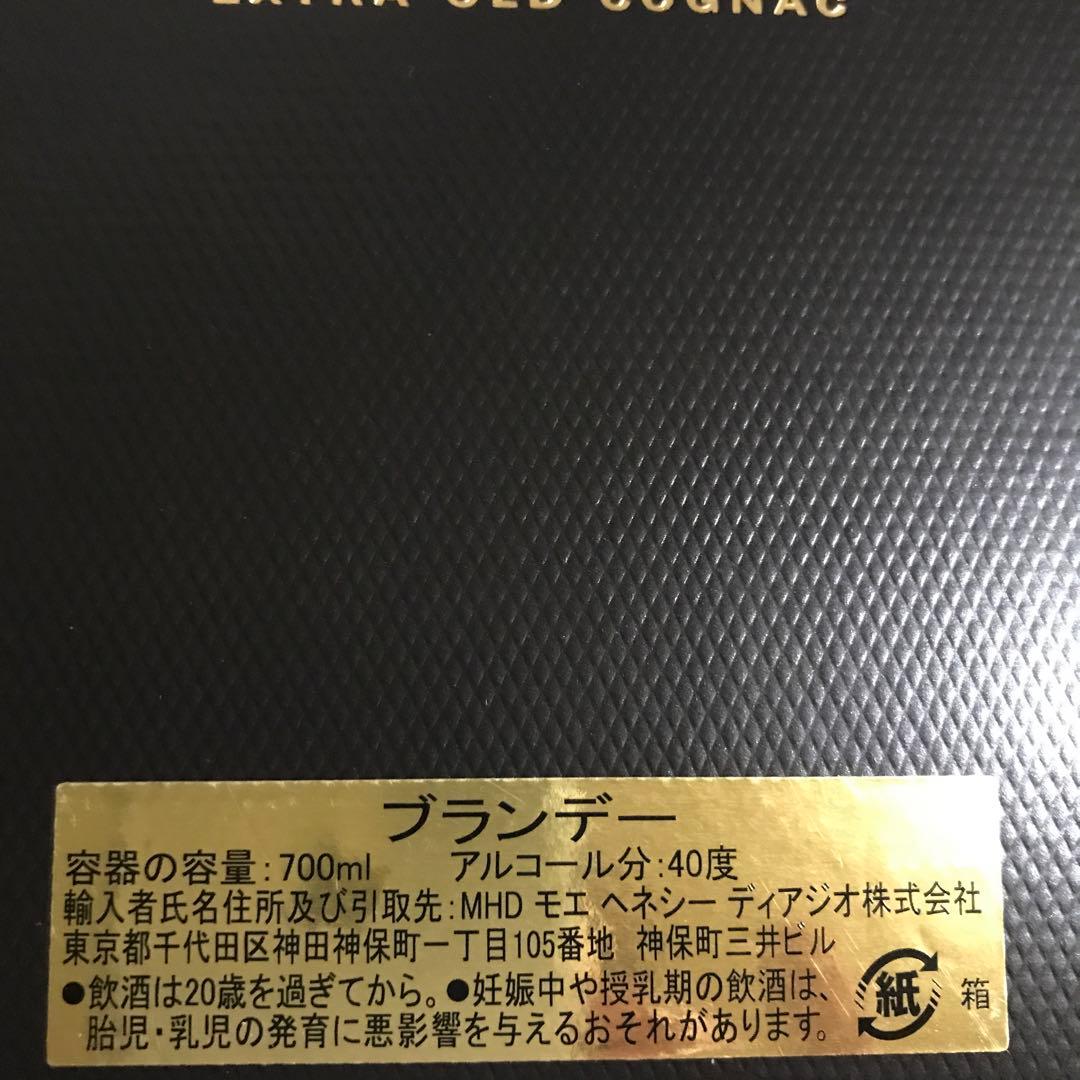 EXTRA OLD COGNAC
ブランデー
容器の容量:700ml アルコール分:40度
輸入者氏名住所及び引取先:MHD モエ ヘネシー ディアジオ株式会社
東京都千代田区神田神保町一丁目105番地 神保町三井ビル
●飲酒は20歳を過ぎてから。●妊娠中や授乳期の飲酒は、
胎児・乳児の発育に悪影響を与えるおそれがあります。
紙 箱